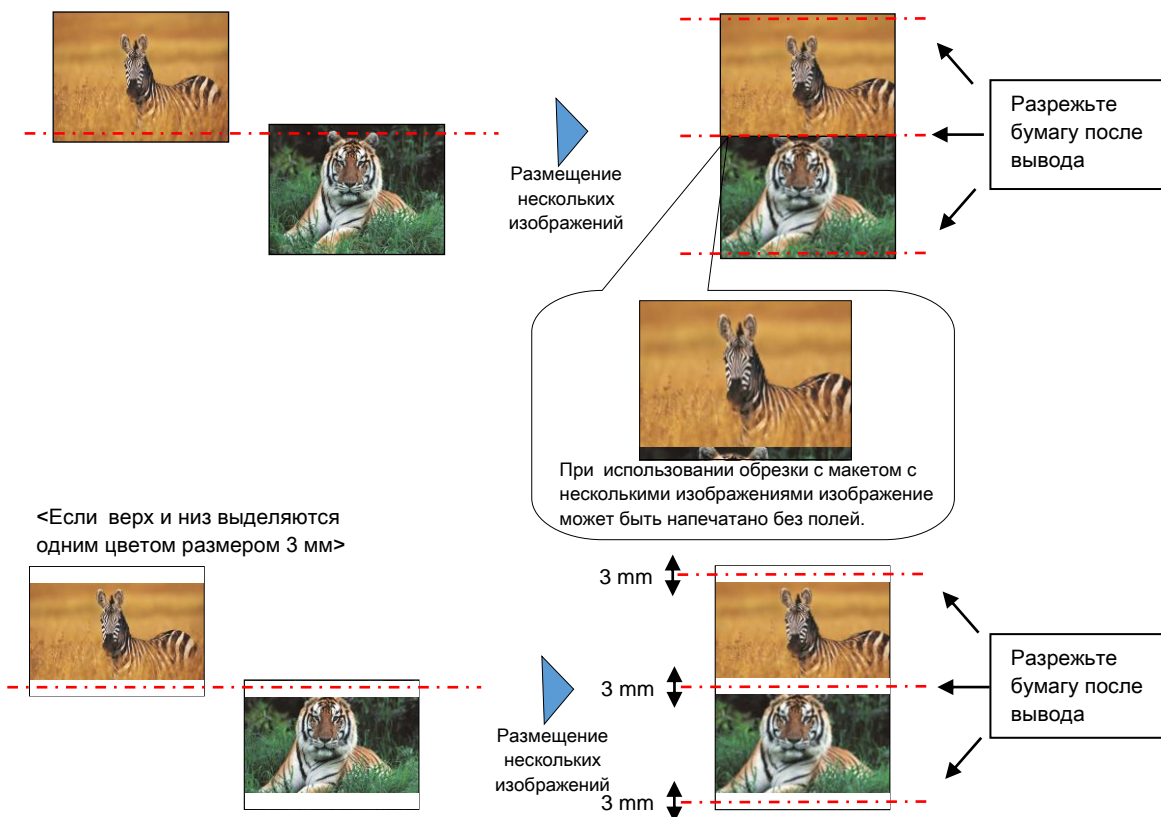 Размещение
нескольких
изображений
Разрежьте
бумагу после
вывода
При использовании обрезки с макетом с
несколькими изображениями изображение
может быть напечатано без полей.
<Если верх и низ выделяются
одним цветом размером 3 мм>
3 mm
3 mm
3 mm
Размещение
нескольких
изображений
Разрежьте
бумагу после
вывода